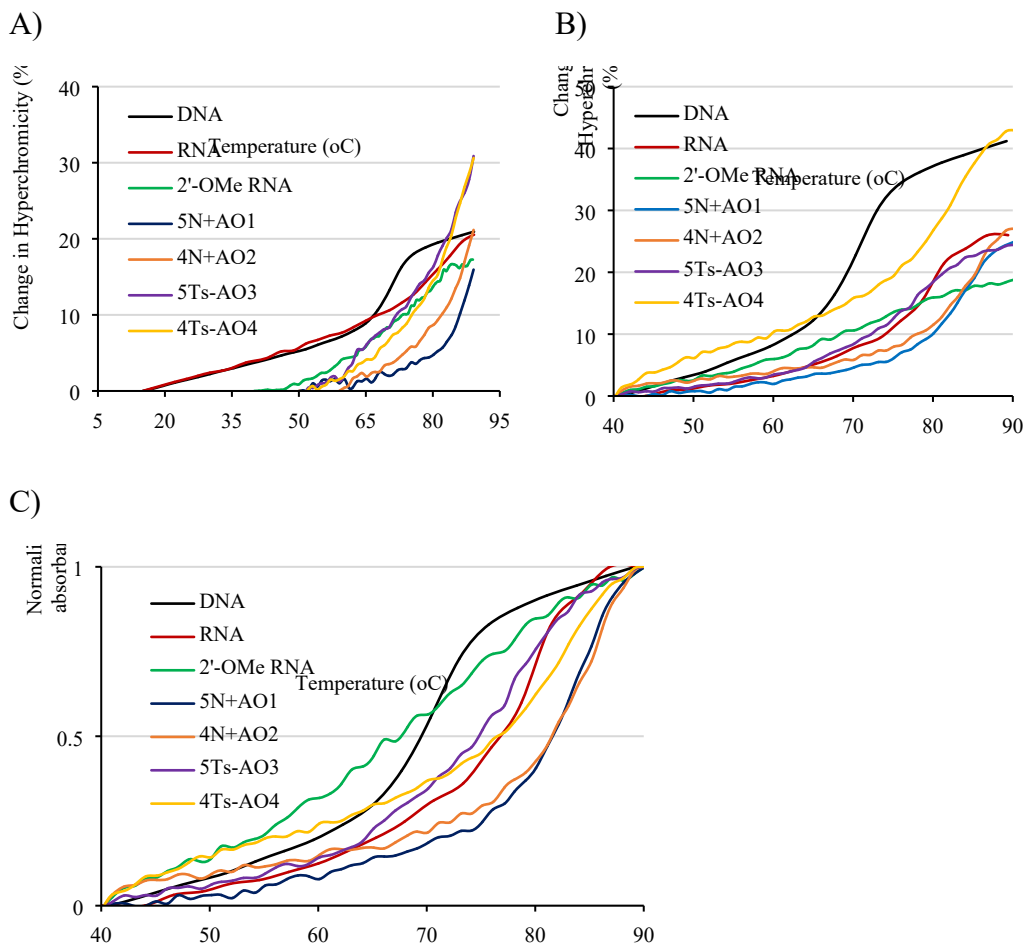 A)
Change in Hyperchromicity (%
40
30
20
10
0
5 20 35 50 65 80 95
DNA
RNA
2'-OMe RNA
5N+AO1
4N+AO2
5Ts-AO3
4Ts-AO4
Temperature (oC)
B)
(%
50
40
30
20
10
0
40 50 60 70 80 90
DNA
RNA
2'-OMe RNA
5N+AO1
4N+AO2
5Ts-AO3
4Ts-AO4
Temperature (oC)
C)
Normali
absorba
1
0.5
0
40 50 60 70 80 90
DNA
RNA
2'-OMe RNA
5N+AO1
4N+AO2
5Ts-AO3
4Ts-AO4
Temperature (oC)